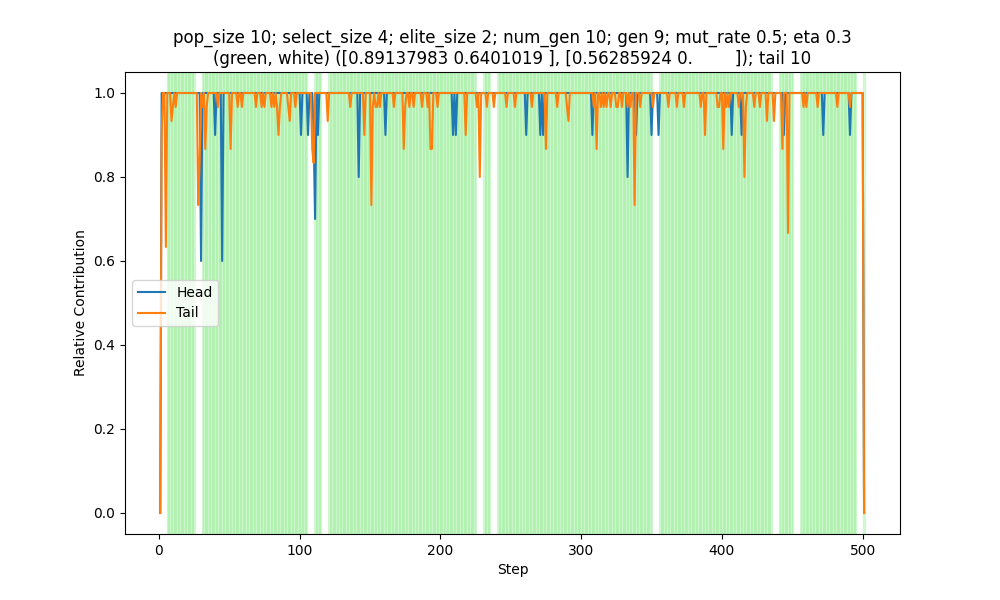 pop_size 10; select_size 4; elite_size 2; num_gen 10; gen 9; mut_rate 0.5; eta 0.3
(green, white) ([0.89137983 0.6401019 ], [0.56285924 0.         ]); tail 10
1.0
0.8
0.6
0.4
0.2
0.0
Relative Contribution
Head
Tail
0 100 200 300 400 500
Step